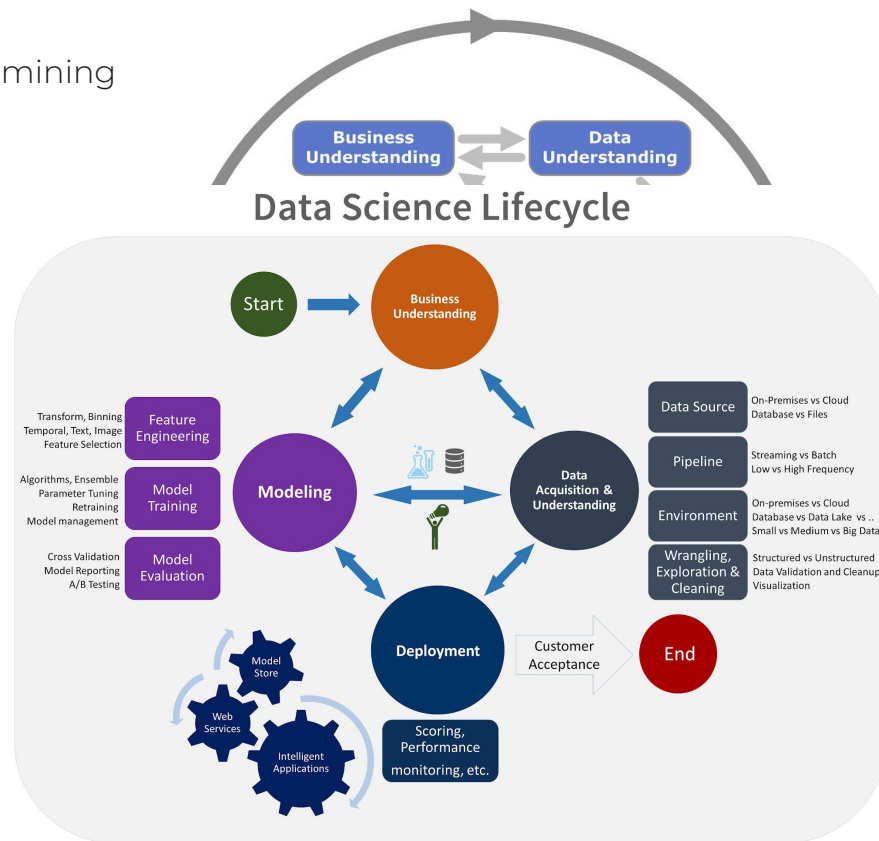 mining
Business
Understanding
Data
Understanding
Data Science Lifecycle
Start
Business
Understanding
Transform, Binning
Temporal, Text, Image
Feature Selection
Feature
Engineering
Algorithms, Ensemble
Parameter Tuning
Retraining
Model management
Model
Training
Cross Validation
Model Reporting
A/B Testing
Model
Evaluation
Modeling
Data
Acquisition &
Understanding
Data Source
On-Premises vs Cloud
Database vs Files
Pipeline
Streaming vs Batch
Low vs High Frequency
Environment
On-premises vs Cloud
Database vs Data Lake vs ..
Small vs Medium vs Big Data
Wrangling,
Exploration &
Cleaning
Structured vs Unstructured
Data Validation and Cleanup
Visualization
Deployment
Customer
Acceptance
End
Model
Store
Web
Services
Intelligent
Applications
Scoring,
Performance
monitoring, etc.